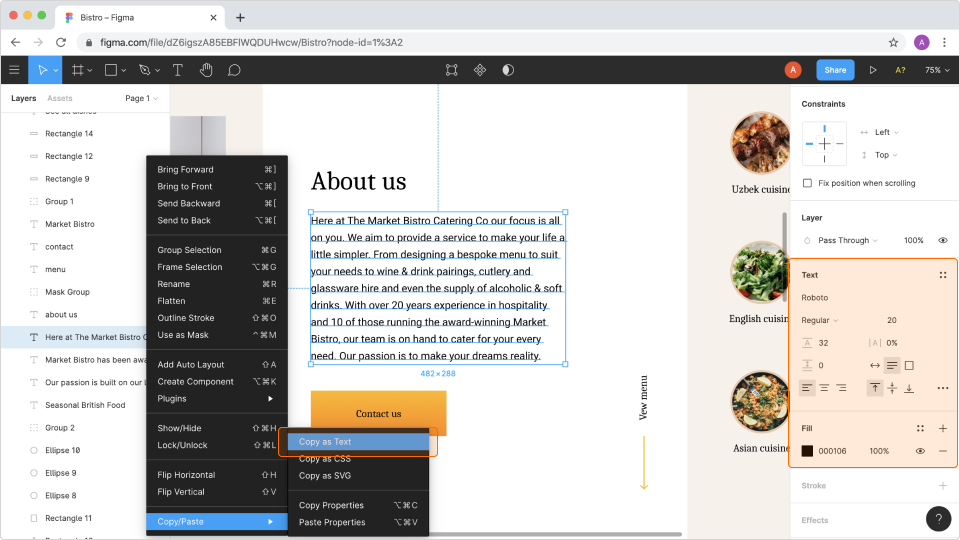 Bistro – Figma
figma.com/file/dZ6igszA85EBFlWQDUHwcw/Bistro?node-id=1%3A2
A
A
Share
A?
75%
Layers
Assets
Page 1
Rectangle 14
Rectangle 12
Rectangle 9
Group 1
Market Bistro
contact
menu
Mask Group
about us
Here at The Market Bistro C
Market Bistro has been awa
Our passion is built on our l
Seasonal British Food
Group 2
Ellipse 10
Ellipse 9
Ellipse 8
Rectangle 11
Bring Forward ⌘]
Bring to Front ⌥⌘]
Send Backward ⌘[
Send to Back ⌥⌘[
Group Selection ⌘G
Frame Selection ⌥⌘G
Rename ⌘R
Flatten ⌘E
Outline Stroke ⇧⌘O
Use as Mask ^⌘M
Add Auto Layout ⇧A
Create Component ⌥⌘K
Plugins
Show/Hide ⇧⌘H
Lock/Unlock ⇧⌘L
Flip Horizontal ⇧H
Flip Vertical ⇧V
Copy/Paste
Copy as Text
Copy as CSS
Copy as SVG
Copy Properties ⌥⌘C
Paste Properties ⌥⌘V
About us
Here at The Market Bistro Catering Co our focus is all
on you. We aim to provide a service to make your life a
little simpler. From designing a bespoke menu to suit
your needs to wine & drink pairings, cutlery and
glassware hire and even the supply of alcoholic & soft
drinks. With over 20 years experience in hospitality
and 10 of those running the award-winning Market
Bistro, our team is on hand to cater for your every
need. Our passion is to make your dreams reality.
482×288
Contact us
Vew menu
Uzbek cuisine
English cuisin
Asian cuisine
Constraints
Left
Top
Fix position when scrolling
Layer
Pass Through 100%
Text
Roboto
Regular 20
A 32 |A| 0%
0
Fill
000106 100%
Stroke
Effects
?